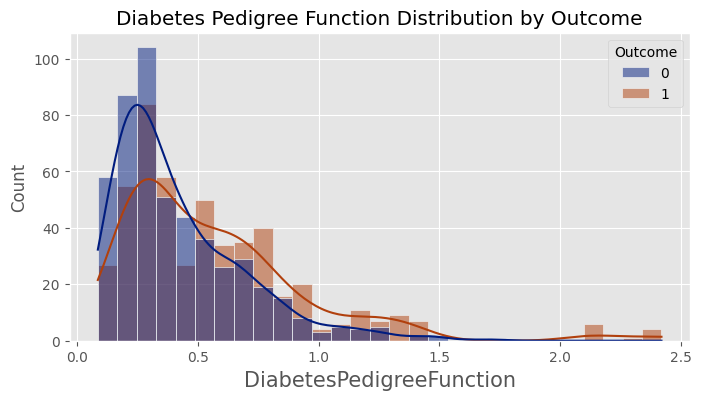 Diabetes Pedigree Function Distribution by Outcome
Outcome
0
1
Count
100
80
60
40
20
0
0.0 0.5 1.0 1.5 2.0 2.5
DiabetesPedigreeFunction